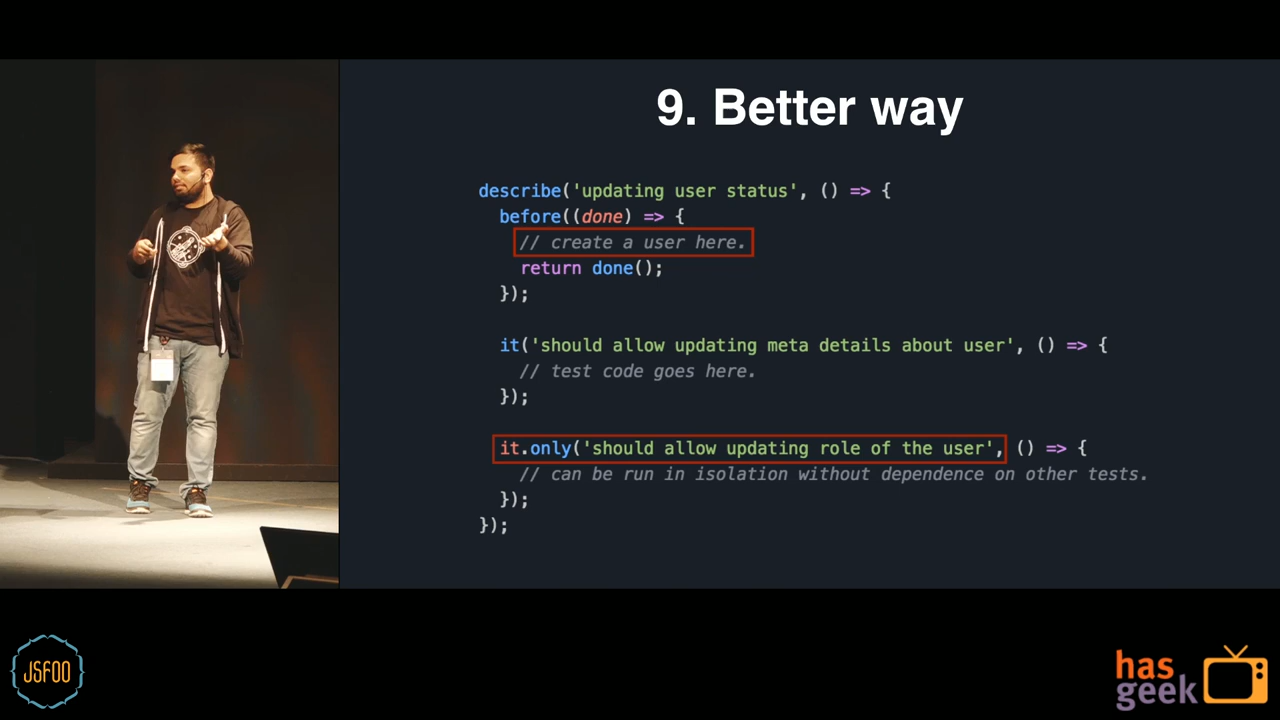 9. Better way
describe('updating user status', () => {
before((done) => {
// create a user here.
return done();
});
it('should allow updating meta details about user', () => {
// test code goes here.
});
it.only('should allow updating role of the user', () => {
// can be run in isolation without dependence on other tests.
});
});
JSFOO
has
geek